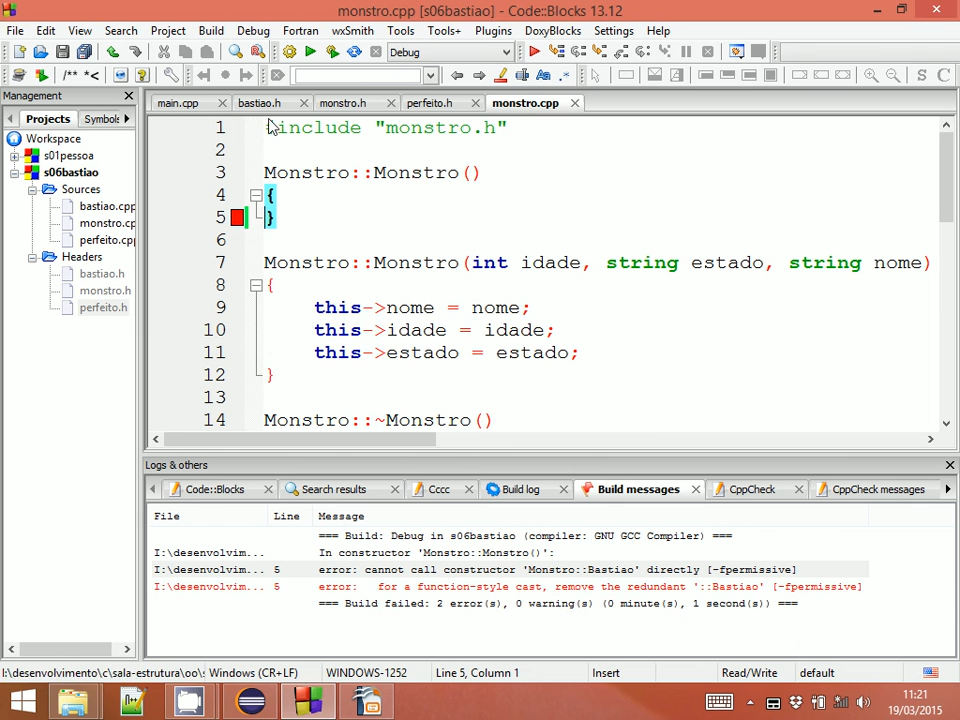 monstro.cpp [s06bastiao] - Code::Blocks 13.12
File Edit View Search Project Build Debug Fortran wxSmith Tools Tools+ Plugins DoxyBlocks Settings Help
Debug
/** *<
Aa .*
S C
Management
main.cpp bastiao.h monstro.h perfeito.h monstro.cpp
Projects Symbols
Workspace
s01pessoa
s06bastiao
Sources
bastiao.cpp
monstro.cp
perfeito.cpp
Headers
bastiao.h
monstro.h
perfeito.h
1 #include "monstro.h"
2
3 Monstro::Monstro()
4 {
5 }
6
7 Monstro::Monstro(int idade, string estado, string nome)
8 {
9 this->nome = nome;
10 this->idade = idade;
11 this->estado = estado;
12 }
13
14 Monstro::~Monstro()
Logs & others
Code::Blocks Search results Cccc Build log Build messages CppCheck CppCheck messages
File Line Message
=== Build: Debug in s06bastiao (compiler: GNU GCC Compiler) ===
I:\desenvolvim... In constructor 'Monstro::Monstro()':
I:\desenvolvim... 5 error: cannot call constructor 'Monstro::Bastiao' directly [-fpermissive]
I:\desenvolvim... 5 error: for a function-style cast, remove the redundant '::Bastiao' [-fpermissive]
=== Build failed: 2 error(s), 0 warning(s) (0 minute(s), 1 second(s)) ===
I:\desenvolvimento\c\sala-estrutura\oo\s Windows (CR+LF) WINDOWS-1252 Line 5, Column 1 Insert Read/Write default
11:21
19/03/2015